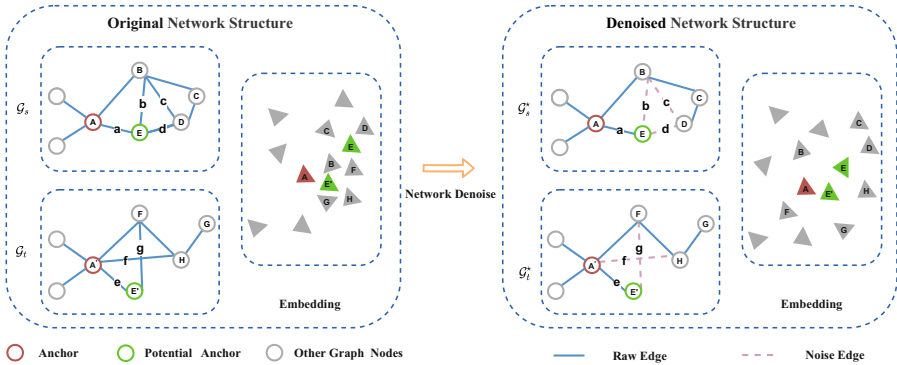 Original Network Structure
𝒢s
B
C
b
c
A
a
E
d
D
𝒢t
F
G
g
A'
f
H
e
E'
C
D
E
B
F
A
E'
G
H
Embedding
Network Denoise
Denoised Network Structure
𝒢s*
B
C
b
c
A
a
E
d
D
𝒢t*
F
G
g
A'
f
H
e
E'
C
B
D
E
A
E'
H
F
G
Embedding
Anchor
Potential Anchor
Other Graph Nodes
Raw Edge
Noise Edge